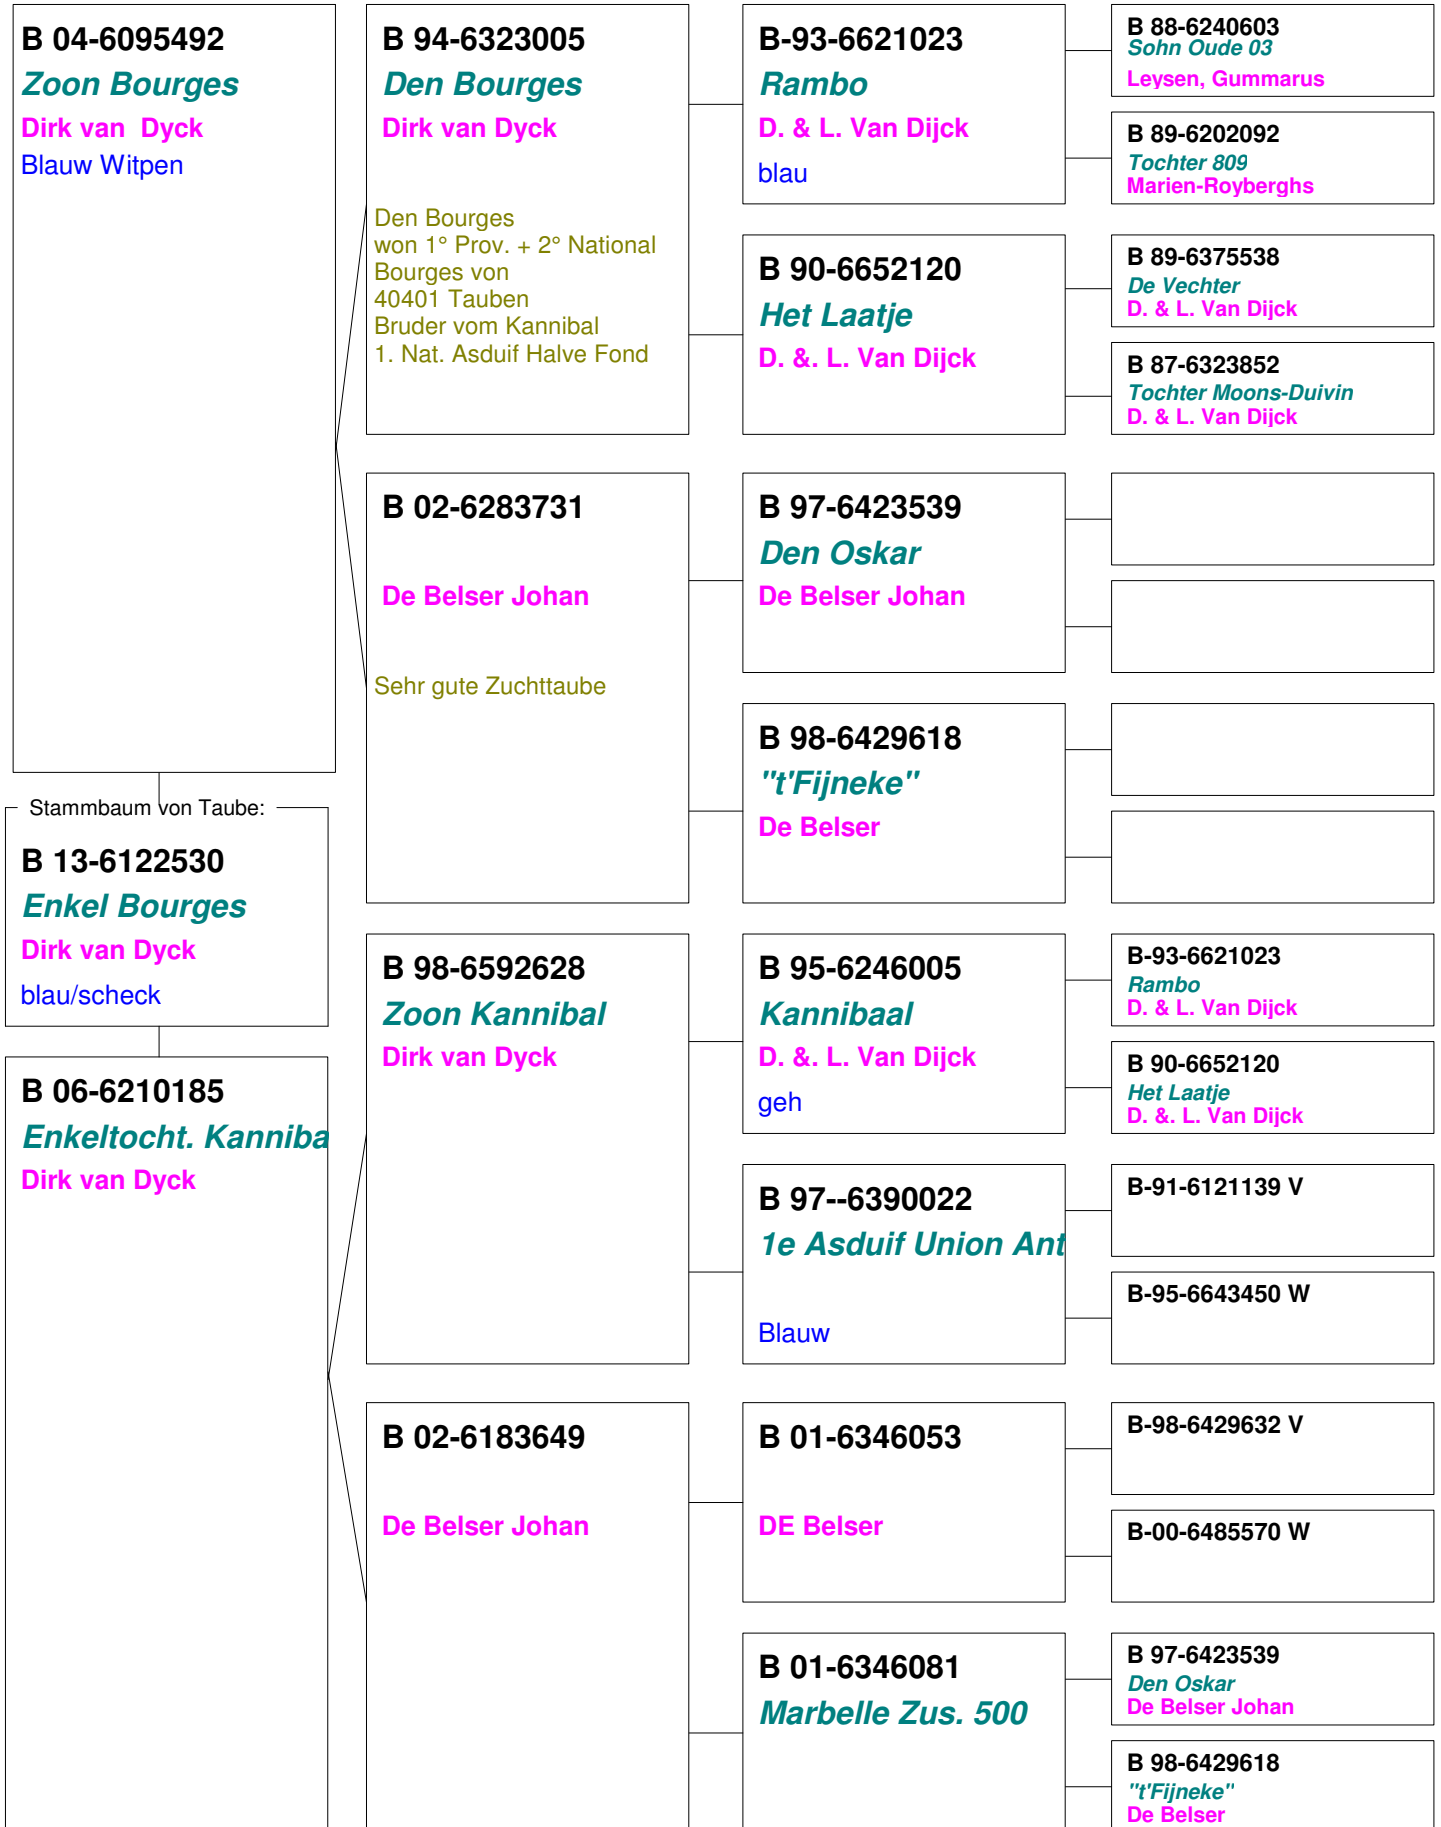 B 04-6095492
Zoon Bourges
Dirk van  Dyck
Blauw Witpen
Stammbaum von Taube:
B 13-6122530
Enkel Bourges
Dirk van Dyck
blau/scheck
B 06-6210185
Enkeltocht. Kanniba
Dirk van Dyck
B 94-6323005
Den Bourges
Dirk van Dyck
Den Bourges
won 1° Prov. + 2° National
Bourges von
40401 Tauben
Bruder vom Kannibal
1. Nat. Asduif Halve Fond
B 02-6283731
De Belser Johan
Sehr gute Zuchttaube
B 98-6592628
Zoon Kannibal
Dirk van Dyck
B 02-6183649
De Belser Johan
B-93-6621023
Rambo
D. & L. Van Dijck
blau
B 90-6652120
Het Laatje
D. &. L. Van Dijck
B 97-6423539
Den Oskar
De Belser Johan
B 98-6429618
"t'Fijneke"
De Belser
B 95-6246005
Kannibaal
D. &. L. Van Dijck
geh
B 97--6390022
1e Asduif Union Ant
Blauw
B 01-6346053
DE Belser
B 01-6346081
Marbelle Zus. 500
B 88-6240603
Sohn Oude 03
Leysen, Gummarus
B 89-6202092
Tochter 809
Marien-Royberghs
B 89-6375538
De Vechter
D. & L. Van Dijck
B 87-6323852
Tochter Moons-Duivin
D. & L. Van Dijck
B-93-6621023
Rambo
D. & L. Van Dijck
B 90-6652120
Het Laatje
D. &. L. Van Dijck
B-91-6121139 V
B-95-6643450 W
B-98-6429632 V
B-00-6485570 W
B 97-6423539
Den Oskar
De Belser Johan
B 98-6429618
"t'Fijneke"
De Belser